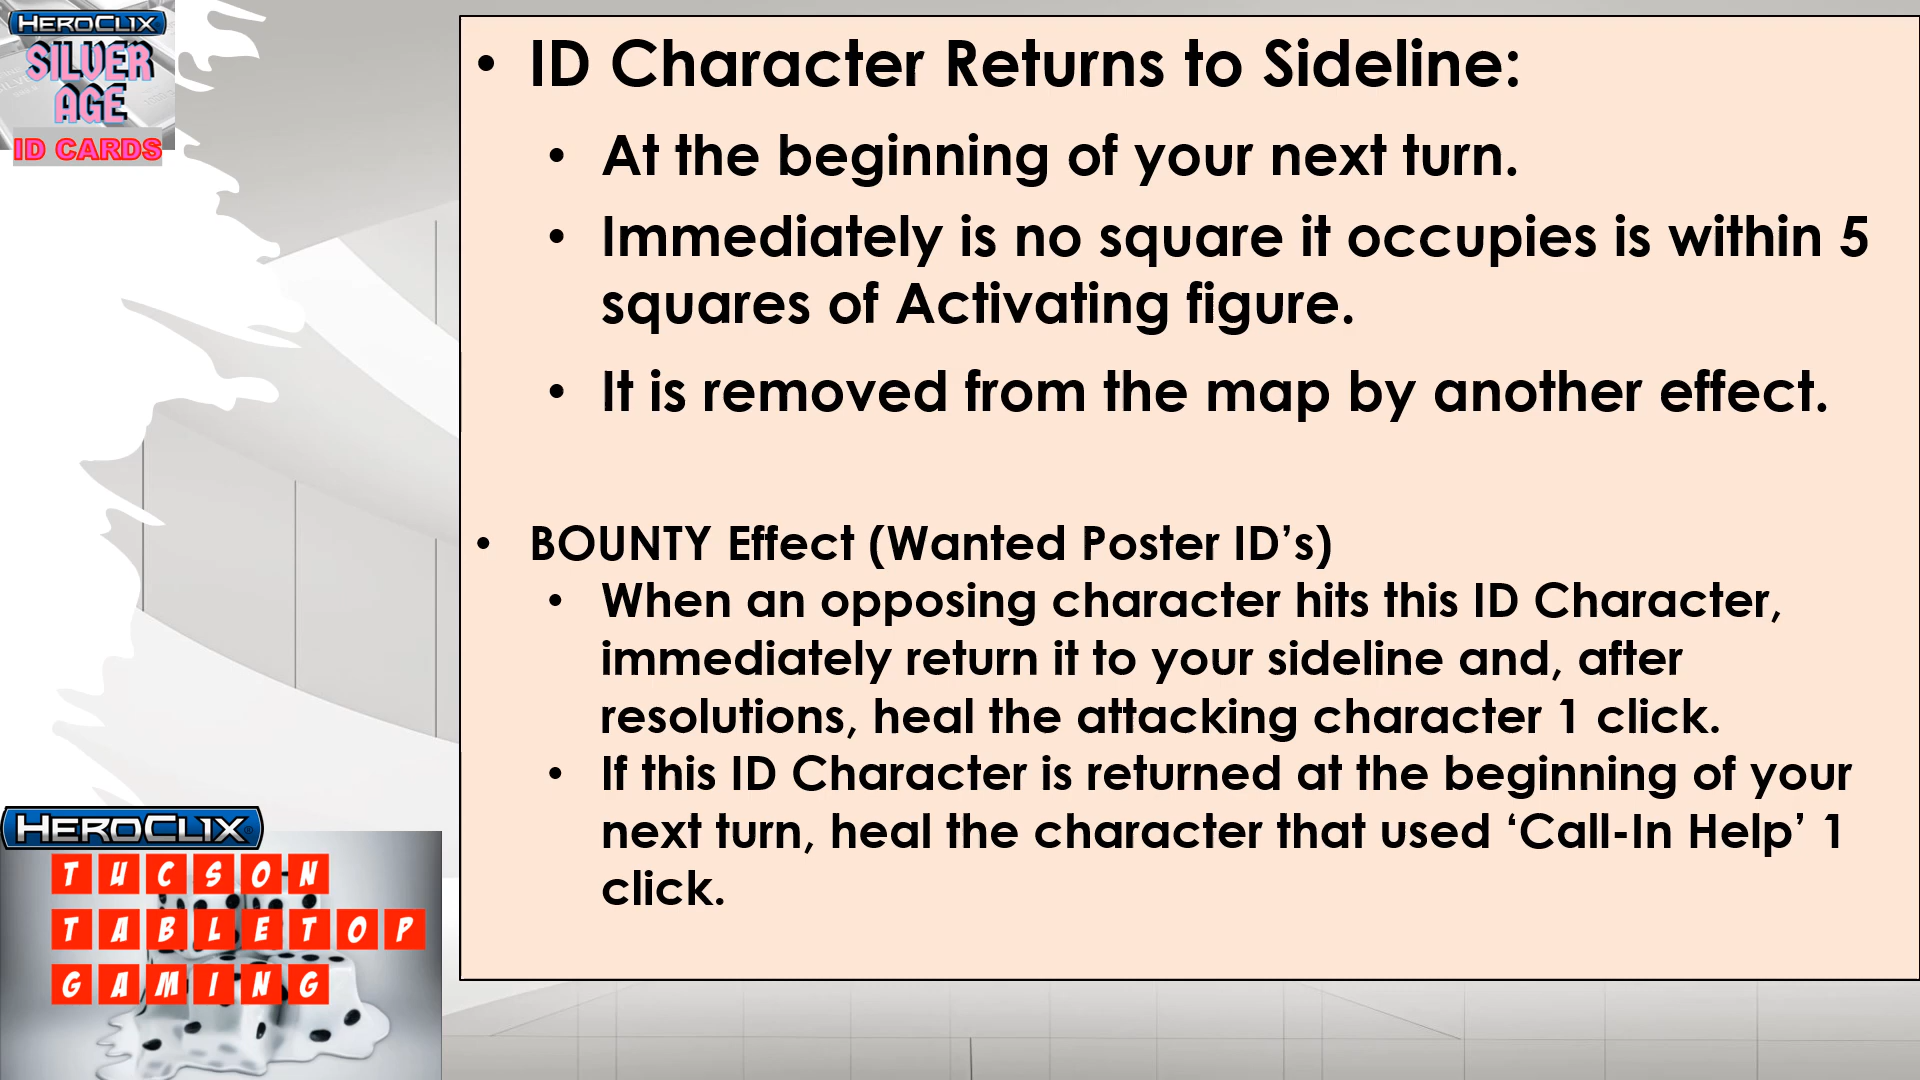 HEROCLIX
SILVER
AGE
ID CARDS
• ID Character Returns to Sideline:
• At the beginning of your next turn.
• Immediately is no square it occupies is within 5
squares of Activating figure.
• It is removed from the map by another effect.
• BOUNTY Effect (Wanted Poster ID’s)
• When an opposing character hits this ID Character,
immediately return it to your sideline and, after
resolutions, heal the attacking character 1 click.
• If this ID Character is returned at the beginning of your
next turn, heal the character that used ‘Call-In Help’ 1
click.
HEROCLIX®
TUCSON
TABLETOP
GAMING